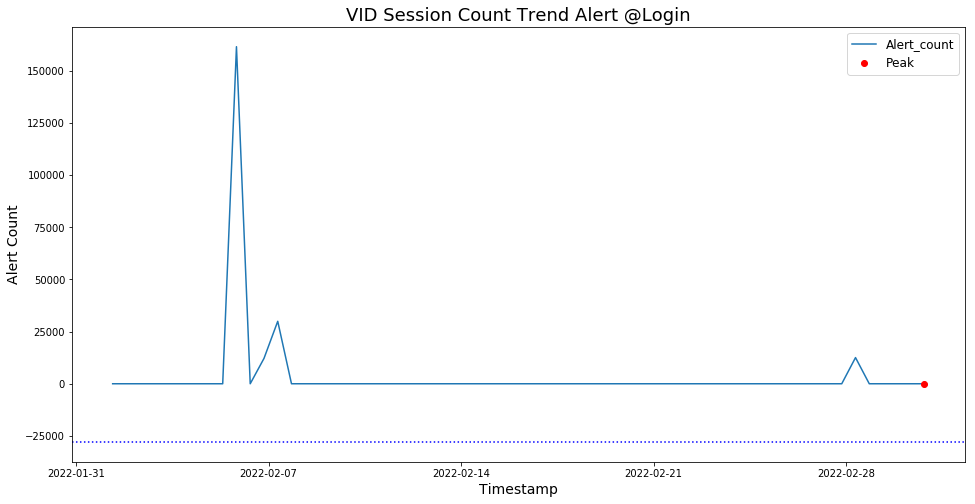 VID Session Count Trend Alert @Login
Alert_count
Peak
150000
125000
100000
75000
50000
25000
0
−25000
Alert Count
2022-01-31
2022-02-07
2022-02-14
2022-02-21
2022-02-28
Timestamp